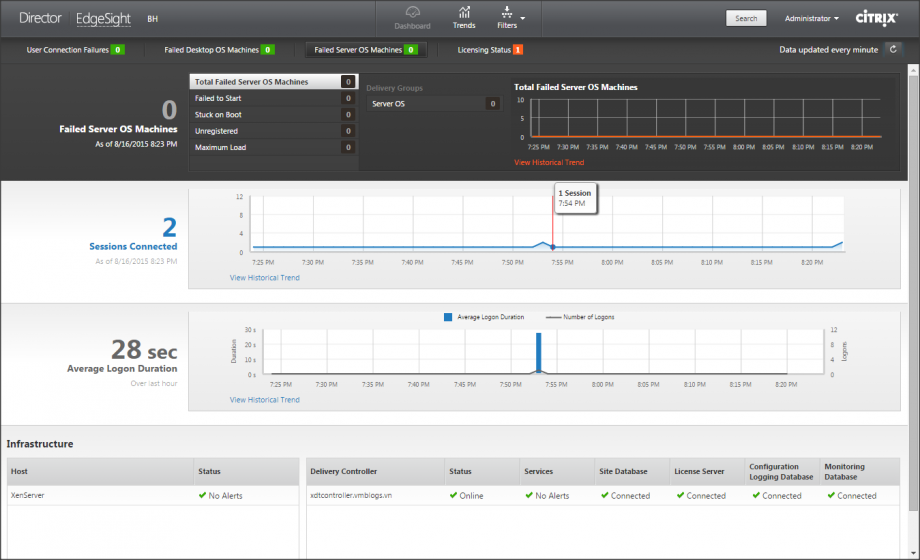 Director EdgeSight BH Dashboard Trends Filters Search Administrator CITRIX
User Connection Failures 0 Failed Desktop OS Machines 0 Failed Server OS Machines 0 Licensing Status 1 Data updated every minute
0
Failed Server OS Machines
As of 8/16/2015 8:23 PM
Total Failed Server OS Machines 0
Failed to Start 0
Stuck on Boot 0
Unregistered 0
Maximum Load 0
Delivery Groups
Server OS 0
Total Failed Server OS Machines
10
5
0
7:25 PM 7:30 PM 7:35 PM 7:40 PM 7:45 PM 7:50 PM 7:55 PM 8:00 PM 8:05 PM 8:10 PM 8:15 PM 8:20 PM
View Historical Trend
2
Sessions Connected
As of 8/16/2015 8:23 PM
1 Session
7:54 PM
12
8
4
0
7:25 PM 7:30 PM 7:35 PM 7:40 PM 7:45 PM 7:50 PM 7:55 PM 8:00 PM 8:05 PM 8:10 PM 8:15 PM 8:20 PM
View Historical Trend
28 sec
Average Logon Duration
Over last hour
Average Logon Duration Number of Logons
Duration
30 s
20 s
10 s
0 s
12
8
4
0
Logons
7:25 PM 7:30 PM 7:35 PM 7:40 PM 7:45 PM 7:50 PM 7:55 PM 8:00 PM 8:05 PM 8:10 PM 8:15 PM 8:20 PM
View Historical Trend
Infrastructure
Host Status
XenServer No Alerts
Delivery Controller Status Services Site Database License Server Configuration Logging Database Monitoring Database
xdtcontroller.vmblogs.vn Online No Alerts Connected Connected Connected Connected